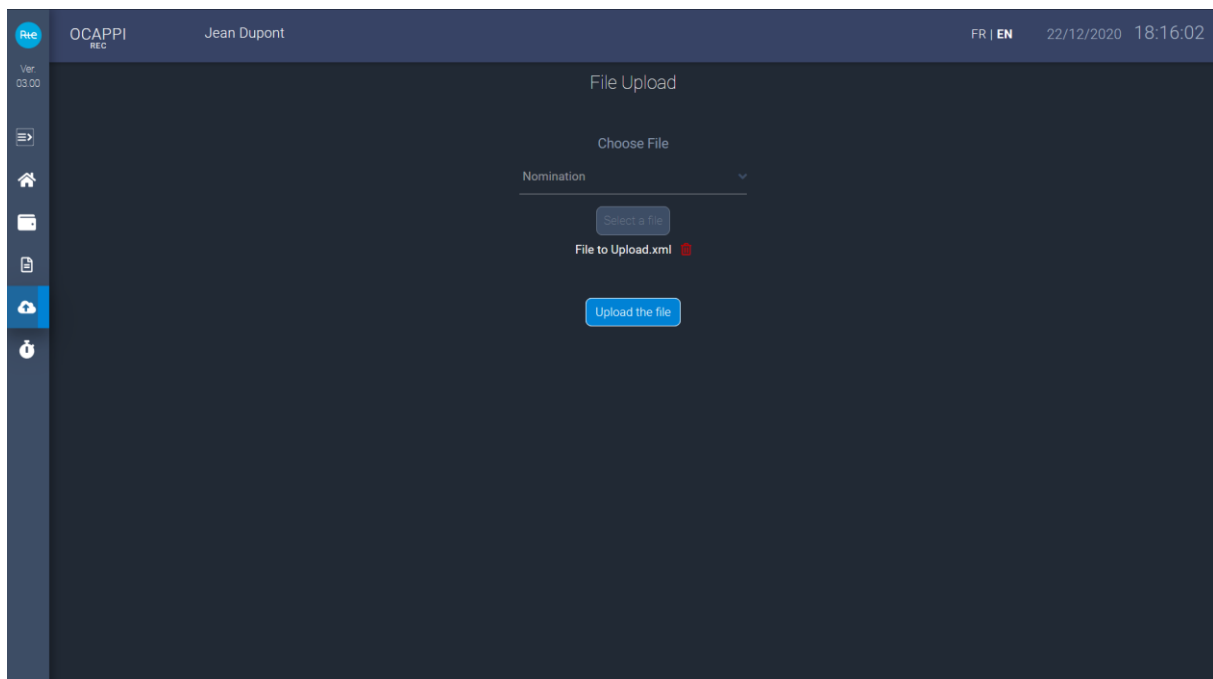 Rte
OCAPPI
REC
Jean Dupont
FR | EN
22/12/2020
18:16:02
Ver.
03.00
File Upload
Choose File
Nomination
Select a file
File to Upload.xml
Upload the file